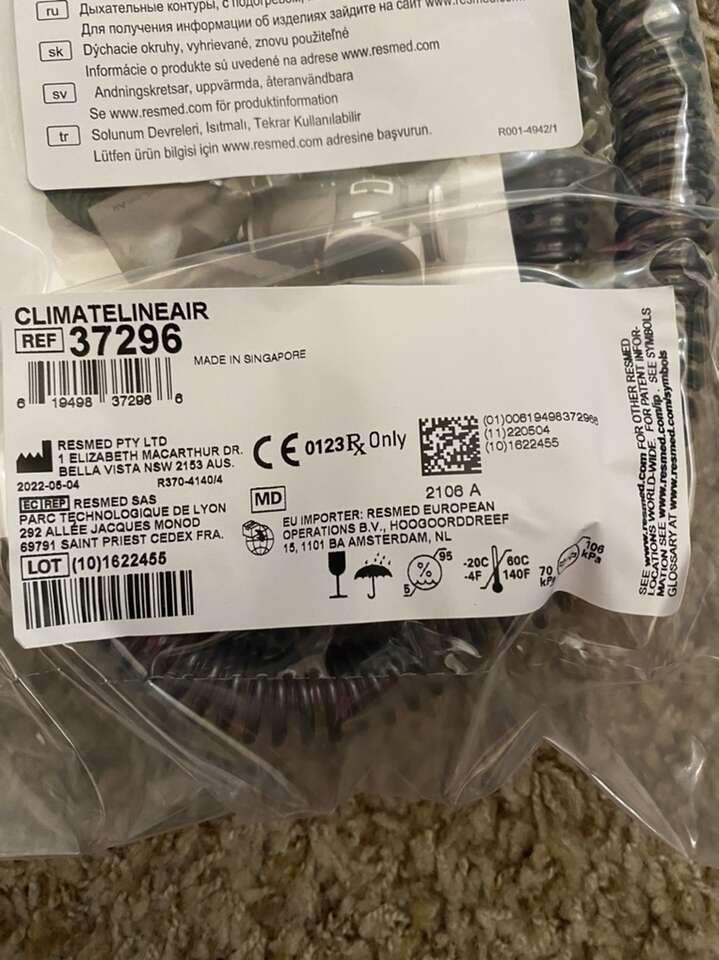 ru
Дыхательные контуры, с подогревом,
Для получения информации об изделиях зайдите на сайт www.resmed.com
sk
Dýchacie okruhy, vyhrievané, znovu použiteľné
Informácie o produkte sú uvedené na adrese www.resmed.com
sv
Andningskretsar, uppvärmda, återanvändbara
Se www.resmed.com för produktinformation
tr
Solunum Devreleri, Isıtmalı, Tekrar Kullanılabilir
Lütfen ürün bilgisi için www.resmed.com adresine başvurun.
R001-4942/1
CLIMATELINEAIR
REF 37296
MADE IN SINGAPORE
6 19498 37296 6
RESMED PTY LTD
1 ELIZABETH MACARTHUR DR.
BELLA VISTA NSW 2153 AUS.
2022-05-04 R370-4140/4
CE 0123 Rx Only
(01)00619498372966
(11)220504
(10)1622455
2106 A
EC REP RESMED SAS
PARC TECHNOLOGIQUE DE LYON
292 ALLÉE JACQUES MONOD
69791 SAINT PRIEST CEDEX FRA.
MD
EU IMPORTER: RESMED EUROPEAN
OPERATIONS B.V., HOOGOORDDREEF
15, 1101 BA AMSTERDAM, NL
LOT (10)1622455
5 % 95
-20C 60C
-4F 140F
70 kPa 106 kPa
SEE www.resmed.com FOR OTHER RESMED
LOCATIONS WORLD-WIDE. FOR PATENT INFOR-
MATION SEE www.resmed.com/ip. SEE SYMBOLS
GLOSSARY AT www.resmed.com/symbols